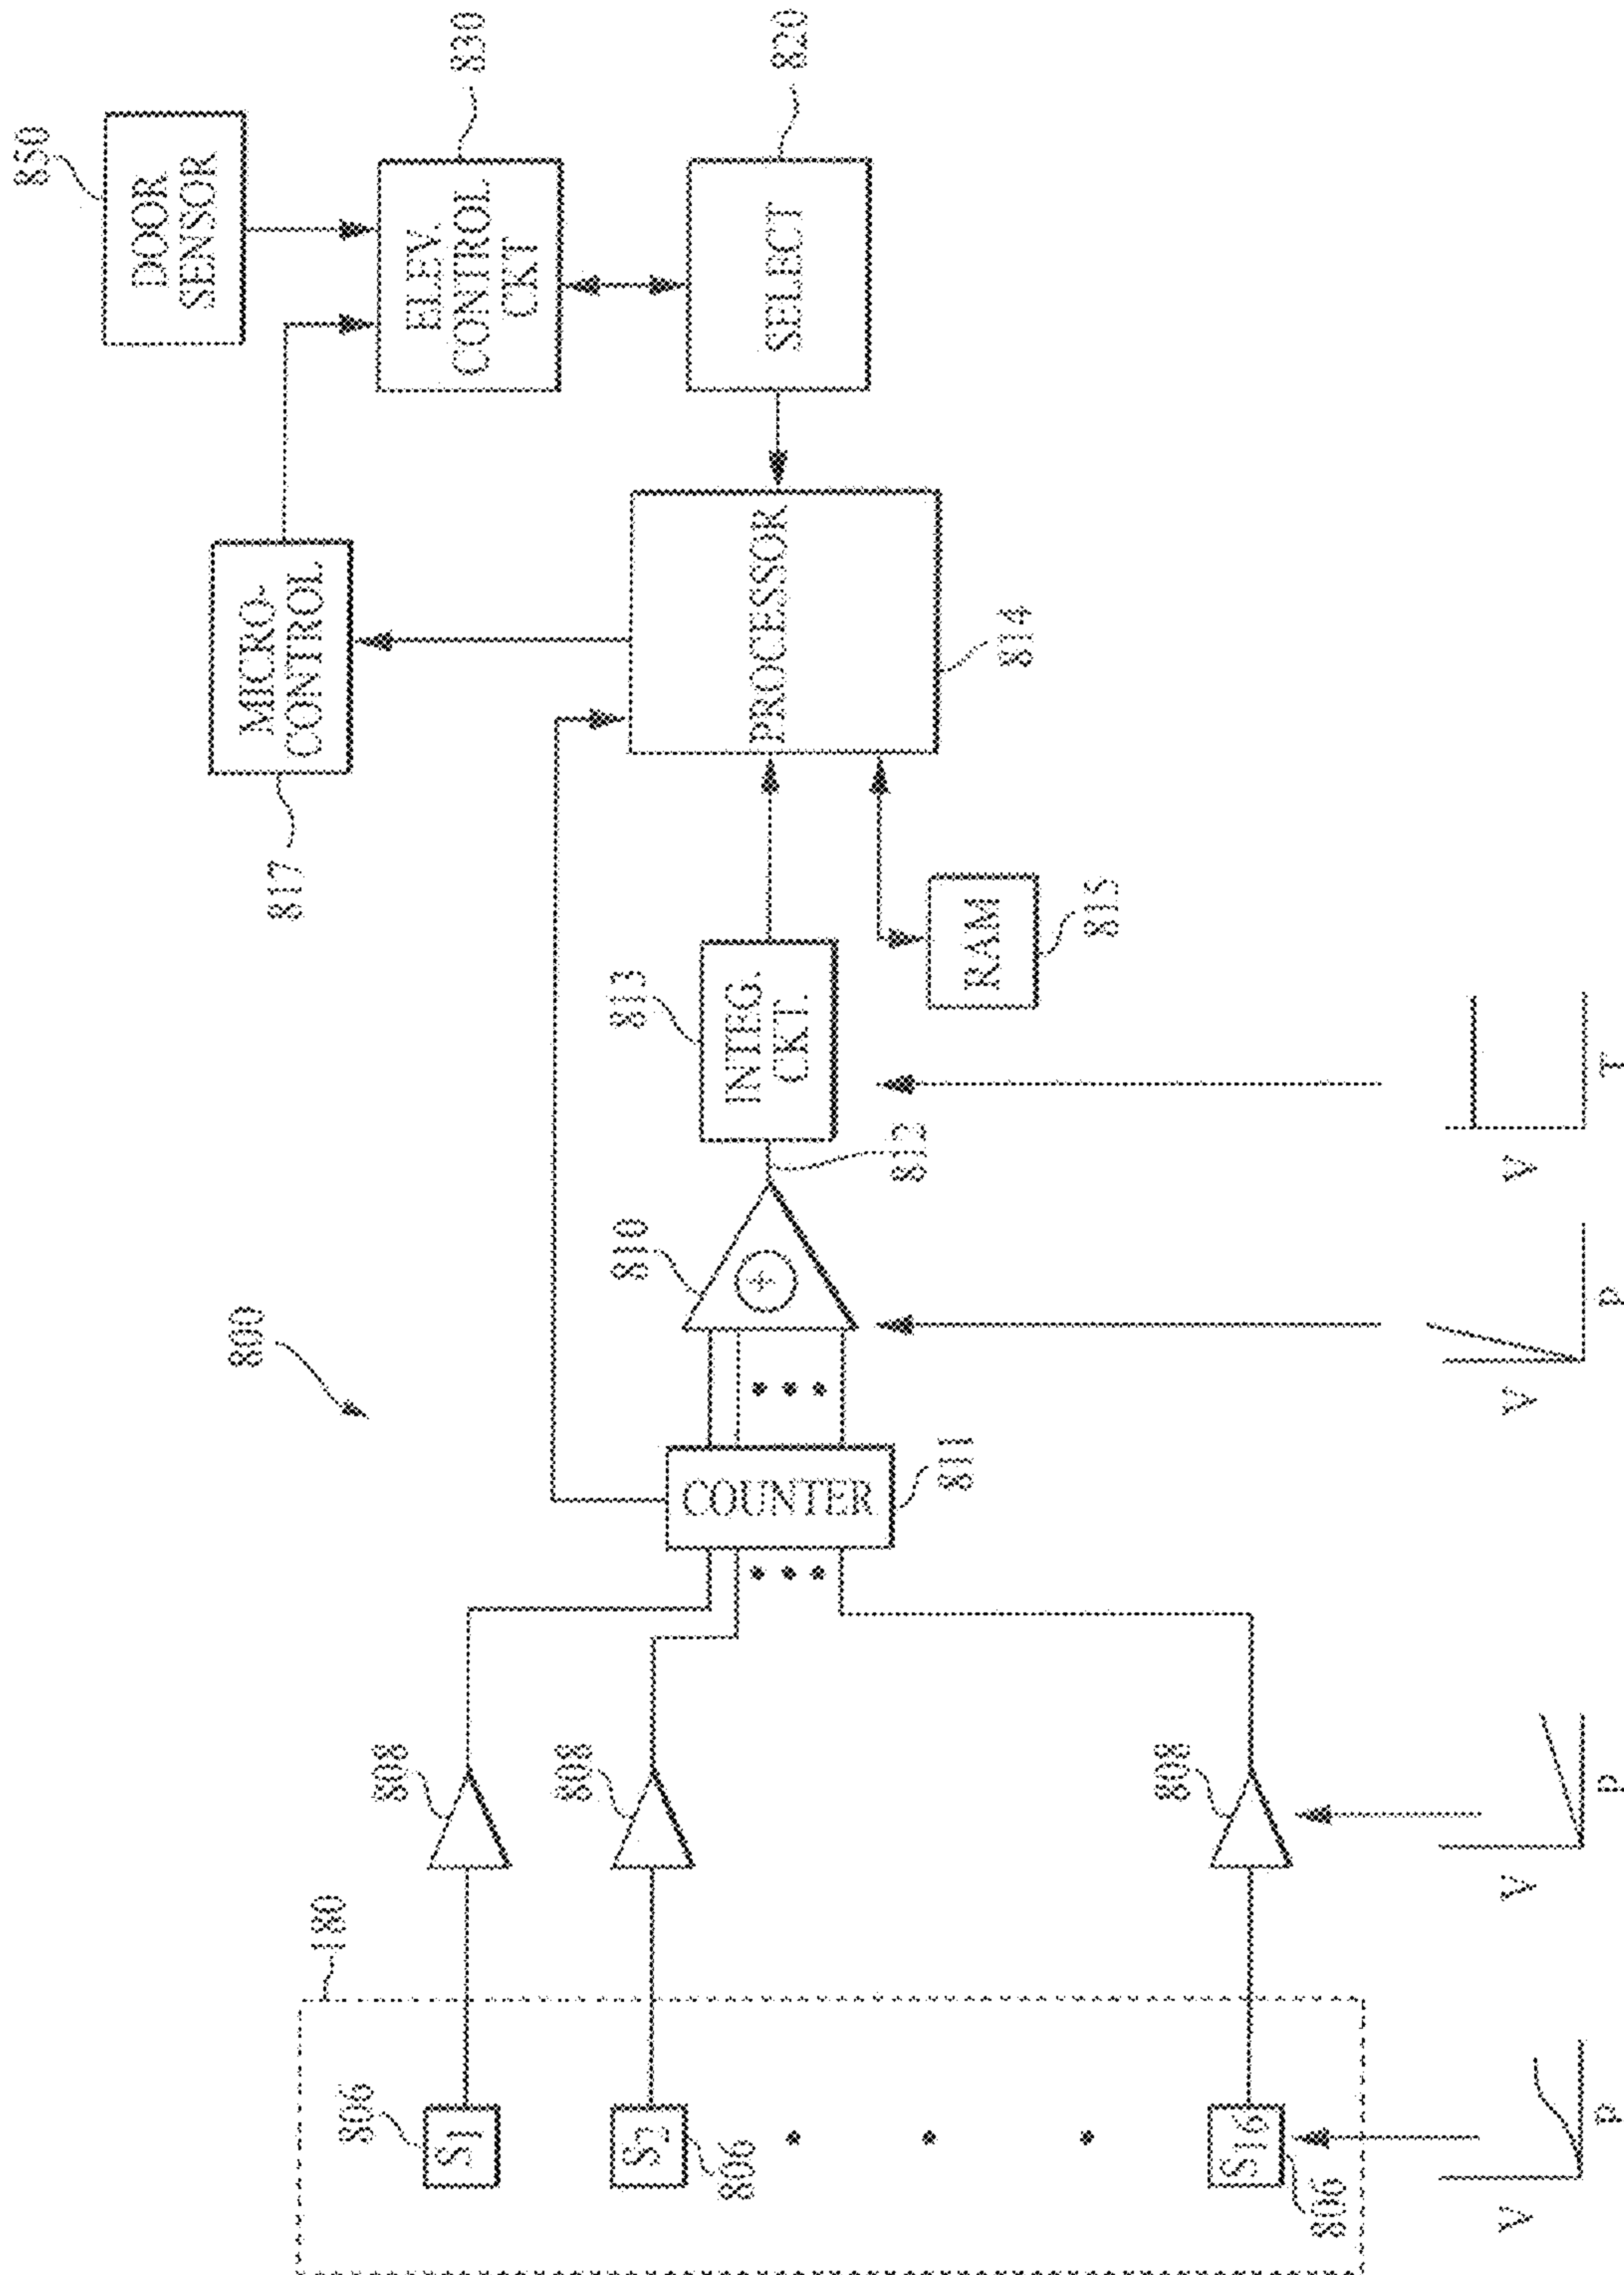 800
180
806
S1
806
S2
806
S16
808
808
808
COUNTER
811
810
812
813
INTEG.
CKT.
RAM
815
PROCESSOR
814
817
MICRO-
CONTROL
850
DOOR
SENSOR
830
ELEV.
CONTROL
CKT
820
SELECT
V
P
V
P
V
P
V
T